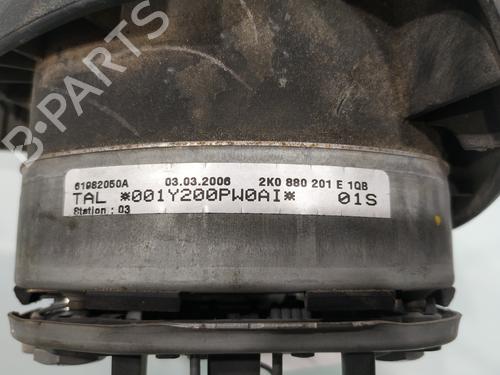 B-PARTS
61982050A 03.03.2006 2K0 880 201 E 1QB
TAL *001Y200PW0AI* 01S
Station : 03